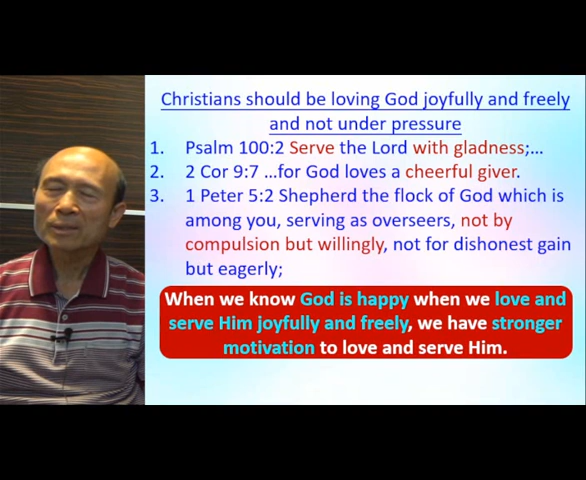 Christians should be loving God joyfully and freely
and not under pressure
1. Psalm 100:2 Serve the Lord with gladness;...
2. 2 Cor 9:7 ...for God loves a cheerful giver.
3. 1 Peter 5:2 Shepherd the flock of God which is
among you, serving as overseers, not by
compulsion but willingly, not for dishonest gain
but eagerly;
When we know God is happy when we love and
serve Him joyfully and freely, we have stronger
motivation to love and serve Him.